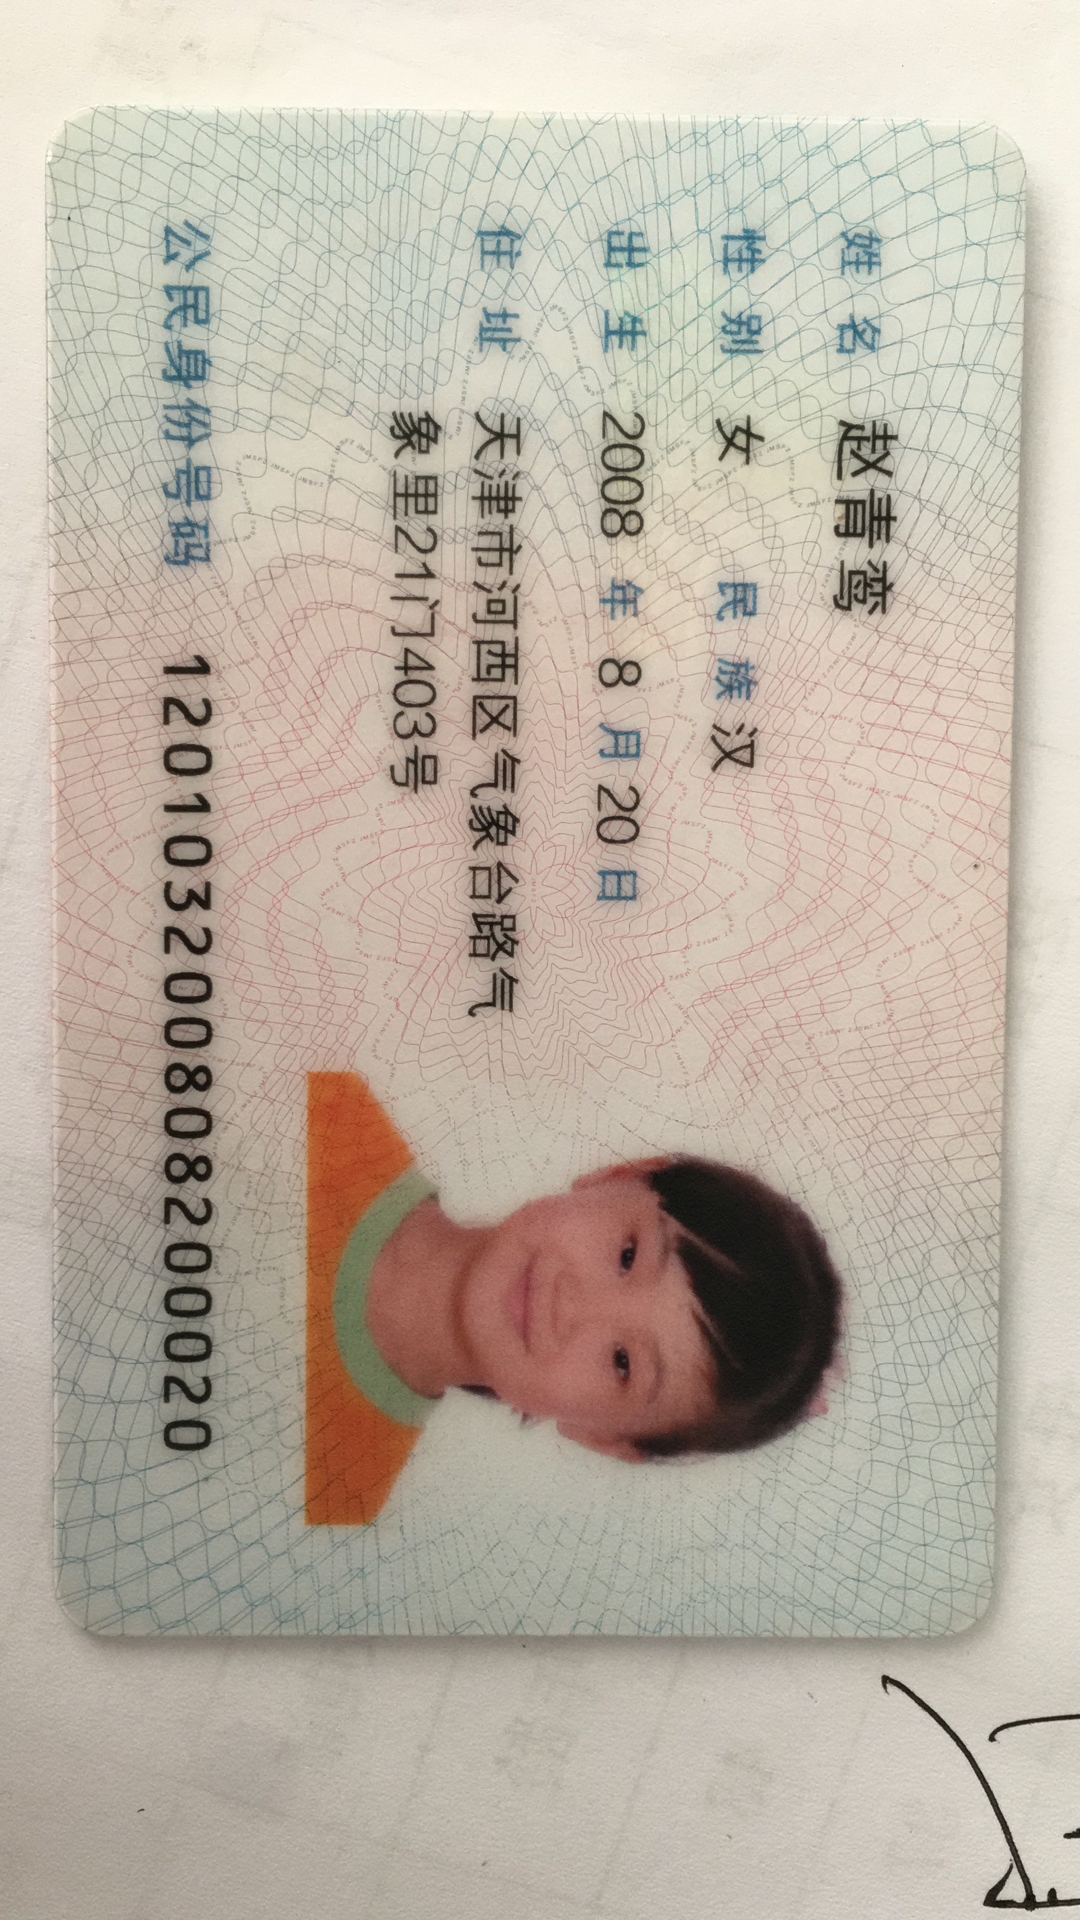 姓名 赵青鸾
性别 女 民族 汉
出生 2008 年 8 月 20 日
住址 天津市河西区气象台路气
象里21门403号
公民身份号码 120103200808200020